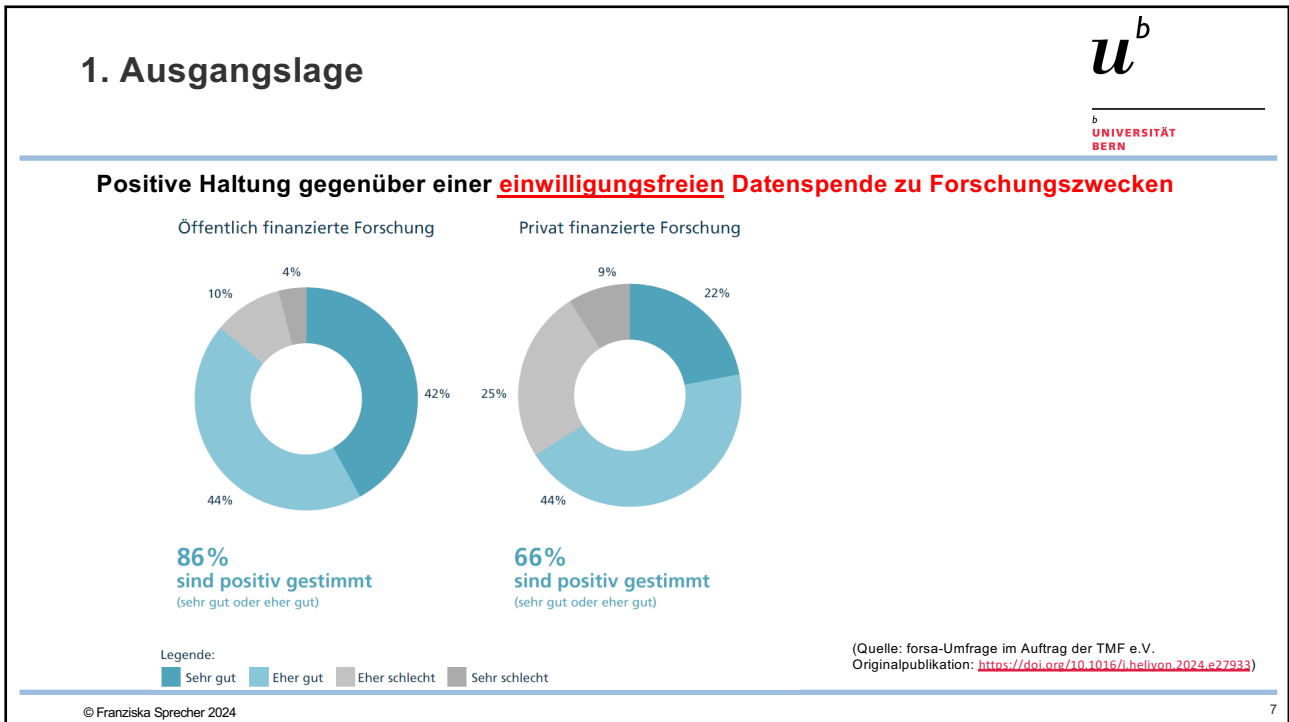 1. Ausgangslage
u b
b
UNIVERSITÄT
BERN
Positive Haltung gegenüber einer einwilligungsfreien Datenspende zu Forschungszwecken
Öffentlich finanzierte Forschung
4%
10%
42%
44%
86%
sind positiv gestimmt
(sehr gut oder eher gut)
Privat finanzierte Forschung
9%
22%
25%
44%
66%
sind positiv gestimmt
(sehr gut oder eher gut)
Legende:
Sehr gut Eher gut Eher schlecht Sehr schlecht
(Quelle: forsa-Umfrage im Auftrag der TMF e.V.
Originalpublikation: https://doi.org/10.1016/j.heliyon.2024.e27933)
© Franziska Sprecher 2024
7